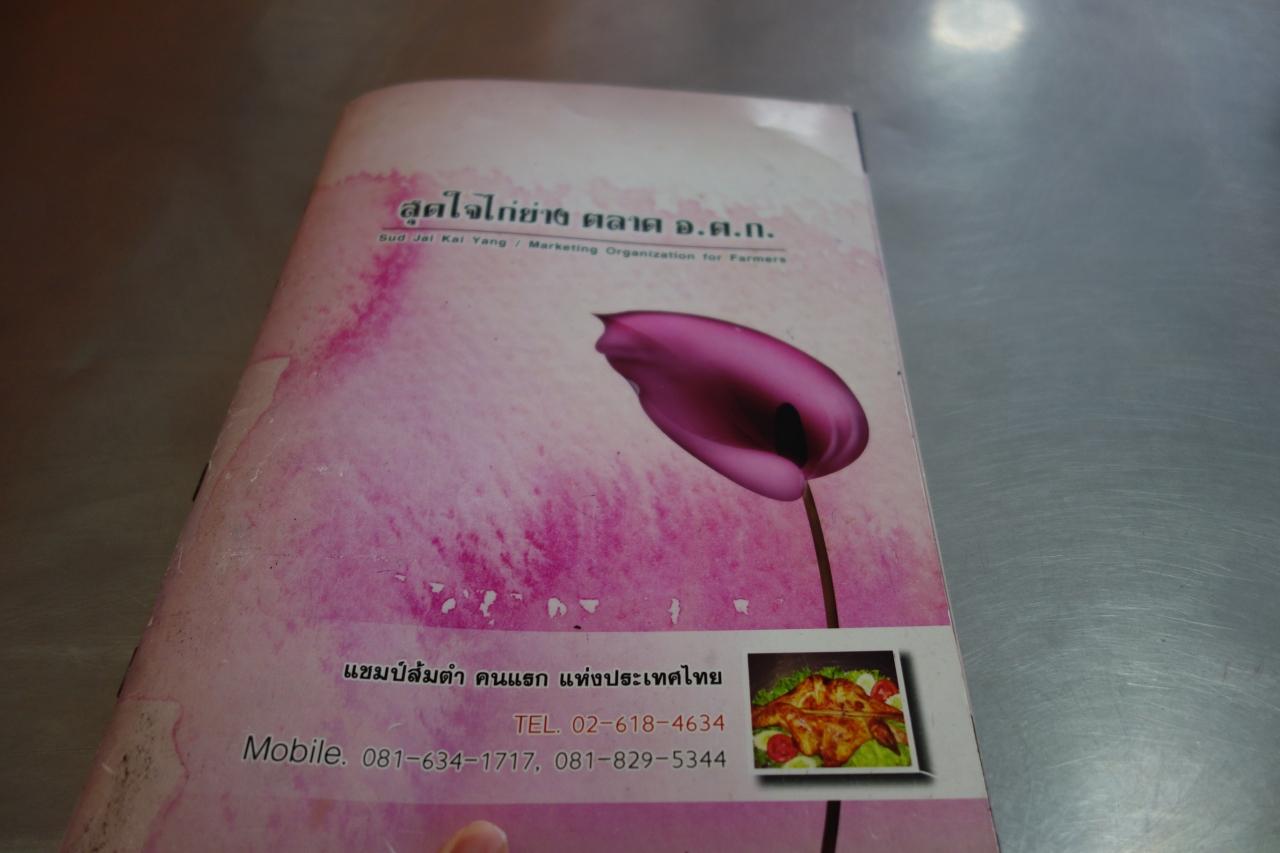 สุดใจไก่ย่าง ตลาด อ.ต.ก.
Sud Jai Kai Yang / Marketing Organization for Farmers
แชมป์ส้มตำ คนแรก แห่งประเทศไทย
TEL. 02-618-4634
Mobile. 081-634-1717, 081-829-5344